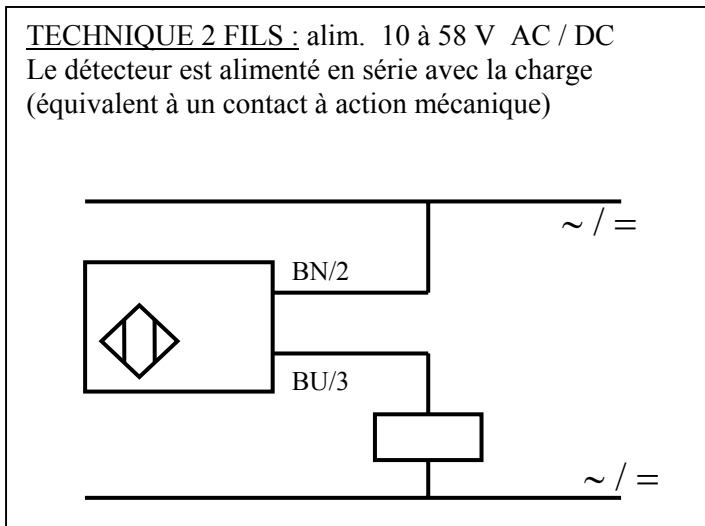 TECHNIQUE 2 FILS : alim. 10 à 58 V AC / DC
Le détecteur est alimenté en série avec la charge
(équivalent à un contact à action mécanique)
~ / =
BN/2
BU/3
~ / =